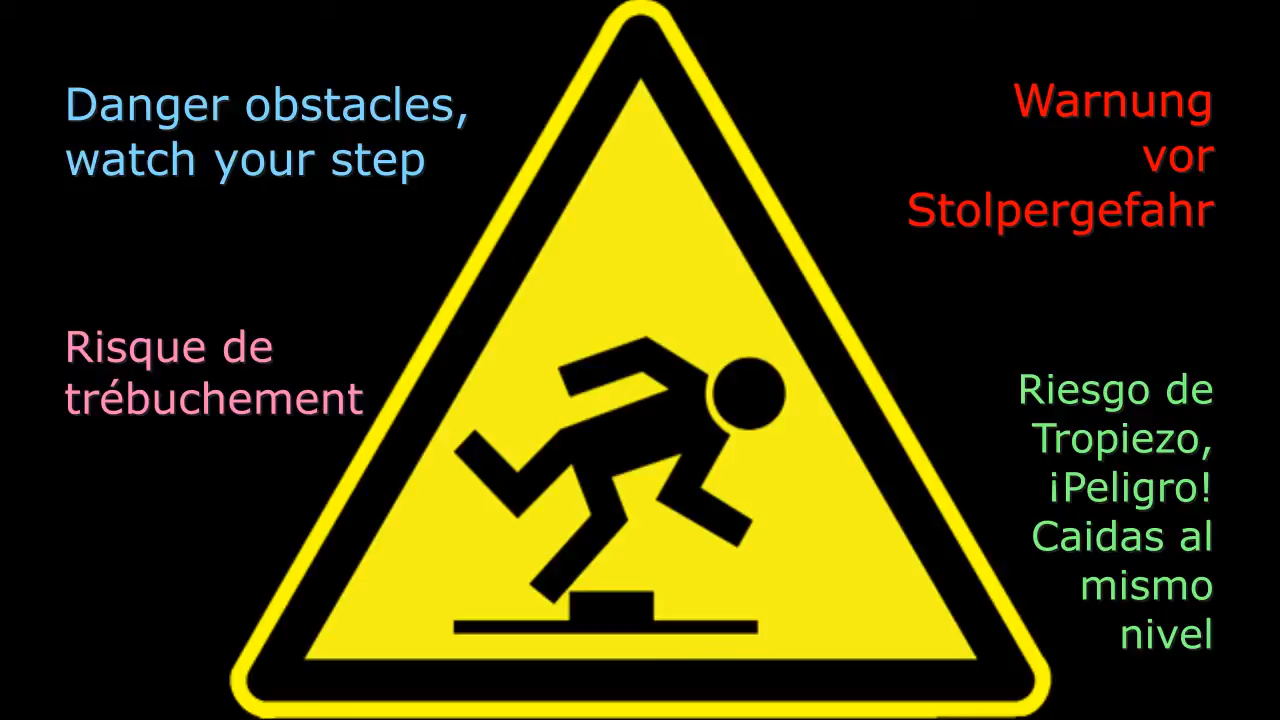 Danger obstacles,
watch your step
Warnung
vor
Stolpergefahr
Risque de
trébuchement
Riesgo de
Tropiezo,
¡Peligro!
Caidas al
mismo
nivel